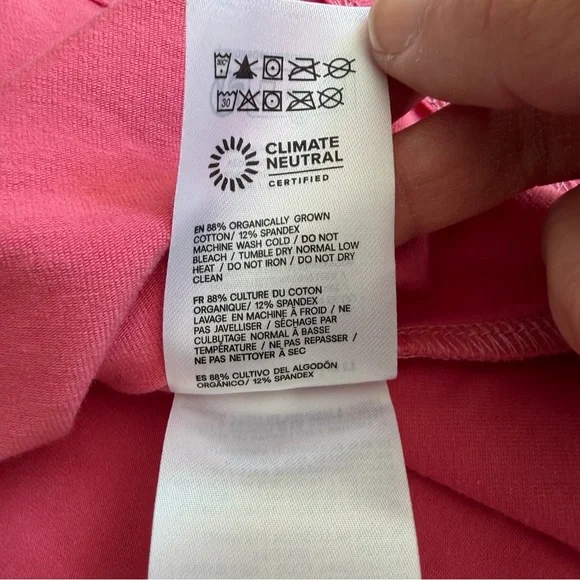 30
CLIMATE
NEUTRAL
CERTIFIED
EN 88% ORGANICALLY GROWN
COTTON/ 12% SPANDEX
MACHINE WASH COLD / DO NOT
BLEACH / TUMBLE DRY NORMAL LOW
HEAT / DO NOT IRON / DO NOT DRY
CLEAN
FR 88% CULTURE DU COTON
ORGANIQUE/ 12% SPANDEX
LAVAGE EN MACHINE À FROID / NE
PAS JAVELLISER / SÉCHAGE PAR
CULBUTAGE NORMAL À BASSE
TEMPÉRATURE / NE PAS REPASSER /
NE PAS NETTOYER À SEC
ES 88% CULTIVO DEL ALGODÓN
ORGÁNICO/ 12% SPANDEX